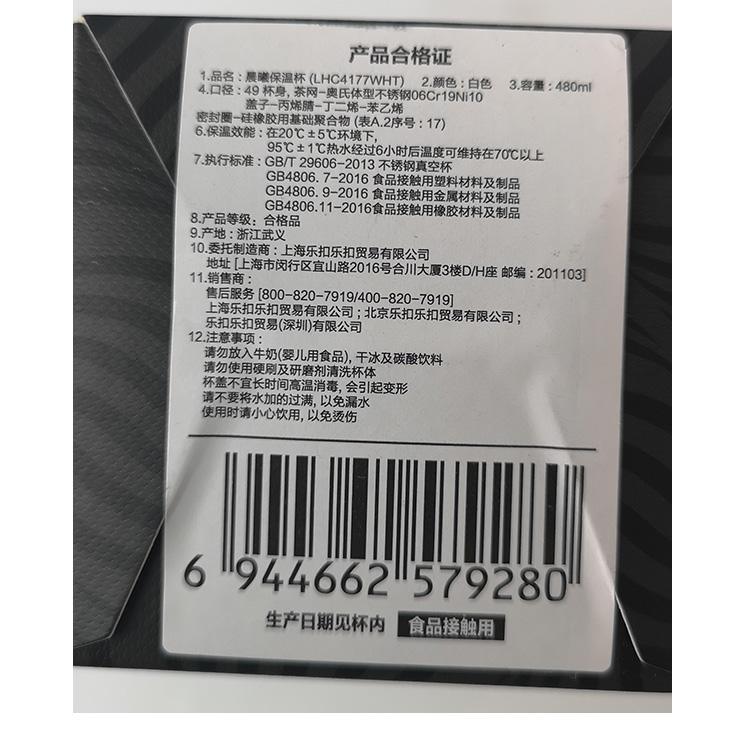 产品合格证
1.品名：晨曦保温杯 (LHC4177WHT) 2.颜色：白色 3.容量：480ml
4.口径：49 杯身, 茶网-奥氏体型不锈钢06Cr19Ni10
盖子-丙烯腈-丁二烯-苯乙烯
密封圈-硅橡胶用基础聚合物 (表A.2序号：17)
6.保温效能：在20℃±5℃环境下,
95℃±1℃热水经过6小时后温度可维持在70℃以上
7.执行标准：GB/T 29606-2013 不锈钢真空杯
GB4806. 7-2016 食品接触用塑料材料及制品
GB4806. 9-2016 食品接触用金属材料及制品
GB4806.11-2016食品接触用橡胶材料及制品
8.产品等级：合格品
9.产地：浙江武义
10.委托制造商：上海乐扣乐扣贸易有限公司
地址 [上海市闵行区宜山路2016号合川大厦3楼D/H座 邮编：201103]
11.销售商：
售后服务 [800-820-7919/400-820-7919]
上海乐扣乐扣贸易有限公司；北京乐扣乐扣贸易有限公司；
乐扣乐扣贸易(深圳)有限公司
12.注意事项：
请勿放入牛奶(婴儿用食品), 干冰及碳酸饮料
请勿使用硬刷及研磨剂清洗杯体
杯盖不宜长时间高温消毒, 会引起变形
请不要将水加的过满, 以免漏水
使用时请小心饮用, 以免烫伤
6 944662 579280
生产日期见杯内 食品接触用